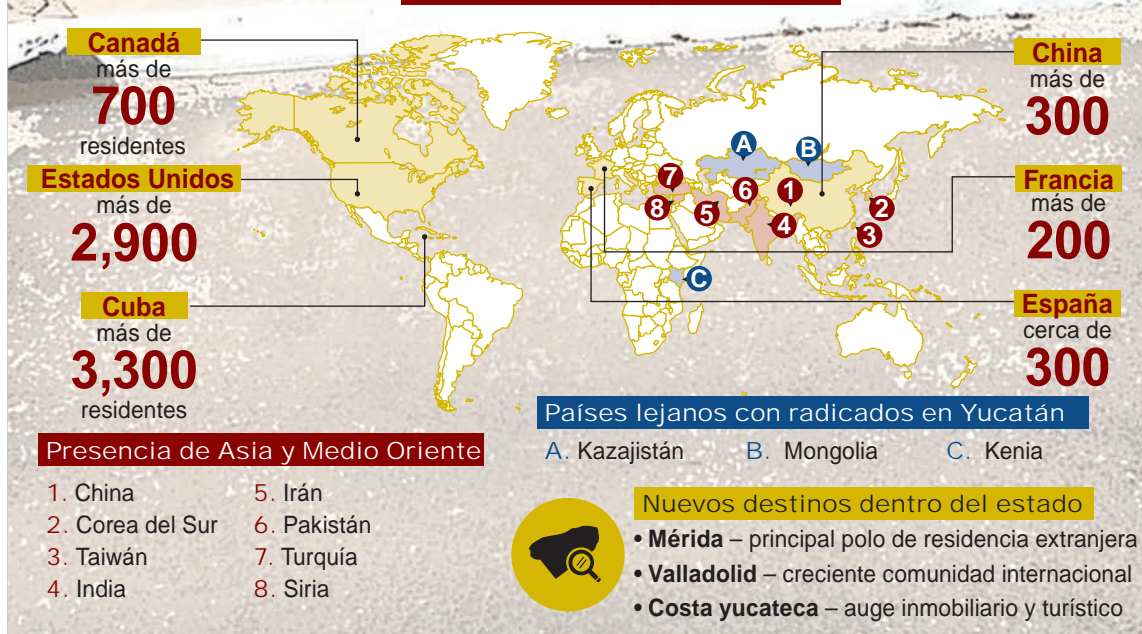 Canadá
más de
700
residentes
Estados Unidos
más de
2,900
Cuba
más de
3,300
residentes
China
más de
300
Francia
más de
200
España
cerca de
300
A
B
C
1
2
3
4
5
6
7
8
Países lejanos con radicados en Yucatán
A. Kazajistán B. Mongolia C. Kenia
Presencia de Asia y Medio Oriente
1. China
2. Corea del Sur
3. Taiwán
4. India
5. Irán
6. Pakistán
7. Turquía
8. Siria
Nuevos destinos dentro del estado
• Mérida – principal polo de residencia extranjera
• Valladolid – creciente comunidad internacional
• Costa yucateca – auge inmobiliario y turístico